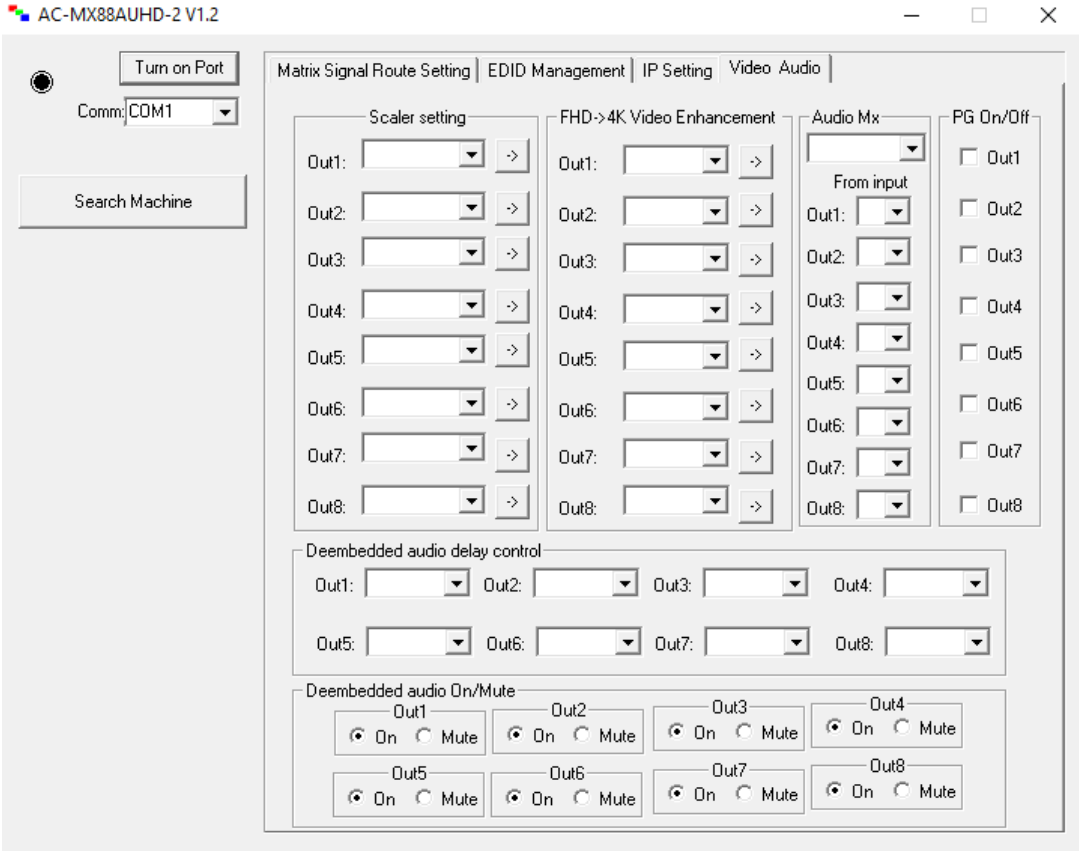 AC-MX88AUHD-2 V1.2
Turn on Port
Comm: COM1
Search Machine
Matrix Signal Route Setting EDID Management IP Setting Video Audio
Scaler setting
Out1: ->
Out2: ->
Out3: ->
Out4: ->
Out5: ->
Out6: ->
Out7: ->
Out8: ->
FHD->4K Video Enhancement
Out1: ->
Out2: ->
Out3: ->
Out4: ->
Out5: ->
Out6: ->
Out7: ->
Out8: ->
Audio Mx
From input
Out1:
Out2:
Out3:
Out4:
Out5:
Out6:
Out7:
Out8:
PG On/Off
Out1
Out2
Out3
Out4
Out5
Out6
Out7
Out8
Deembedded audio delay control
Out1: Out2: Out3: Out4:
Out5: Out6: Out7: Out8:
Deembedded audio On/Mute
Out1 Out2 Out3 Out4
On Mute On Mute On Mute On Mute
Out5 Out6 Out7 Out8
On Mute On Mute On Mute On Mute